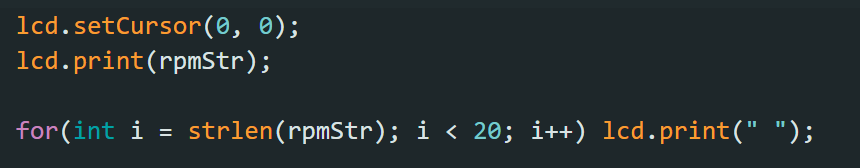 lcd.setCursor(0, 0);
lcd.print(rpmStr);
for(int i = strlen(rpmStr); i < 20; i++) lcd.print(" ");